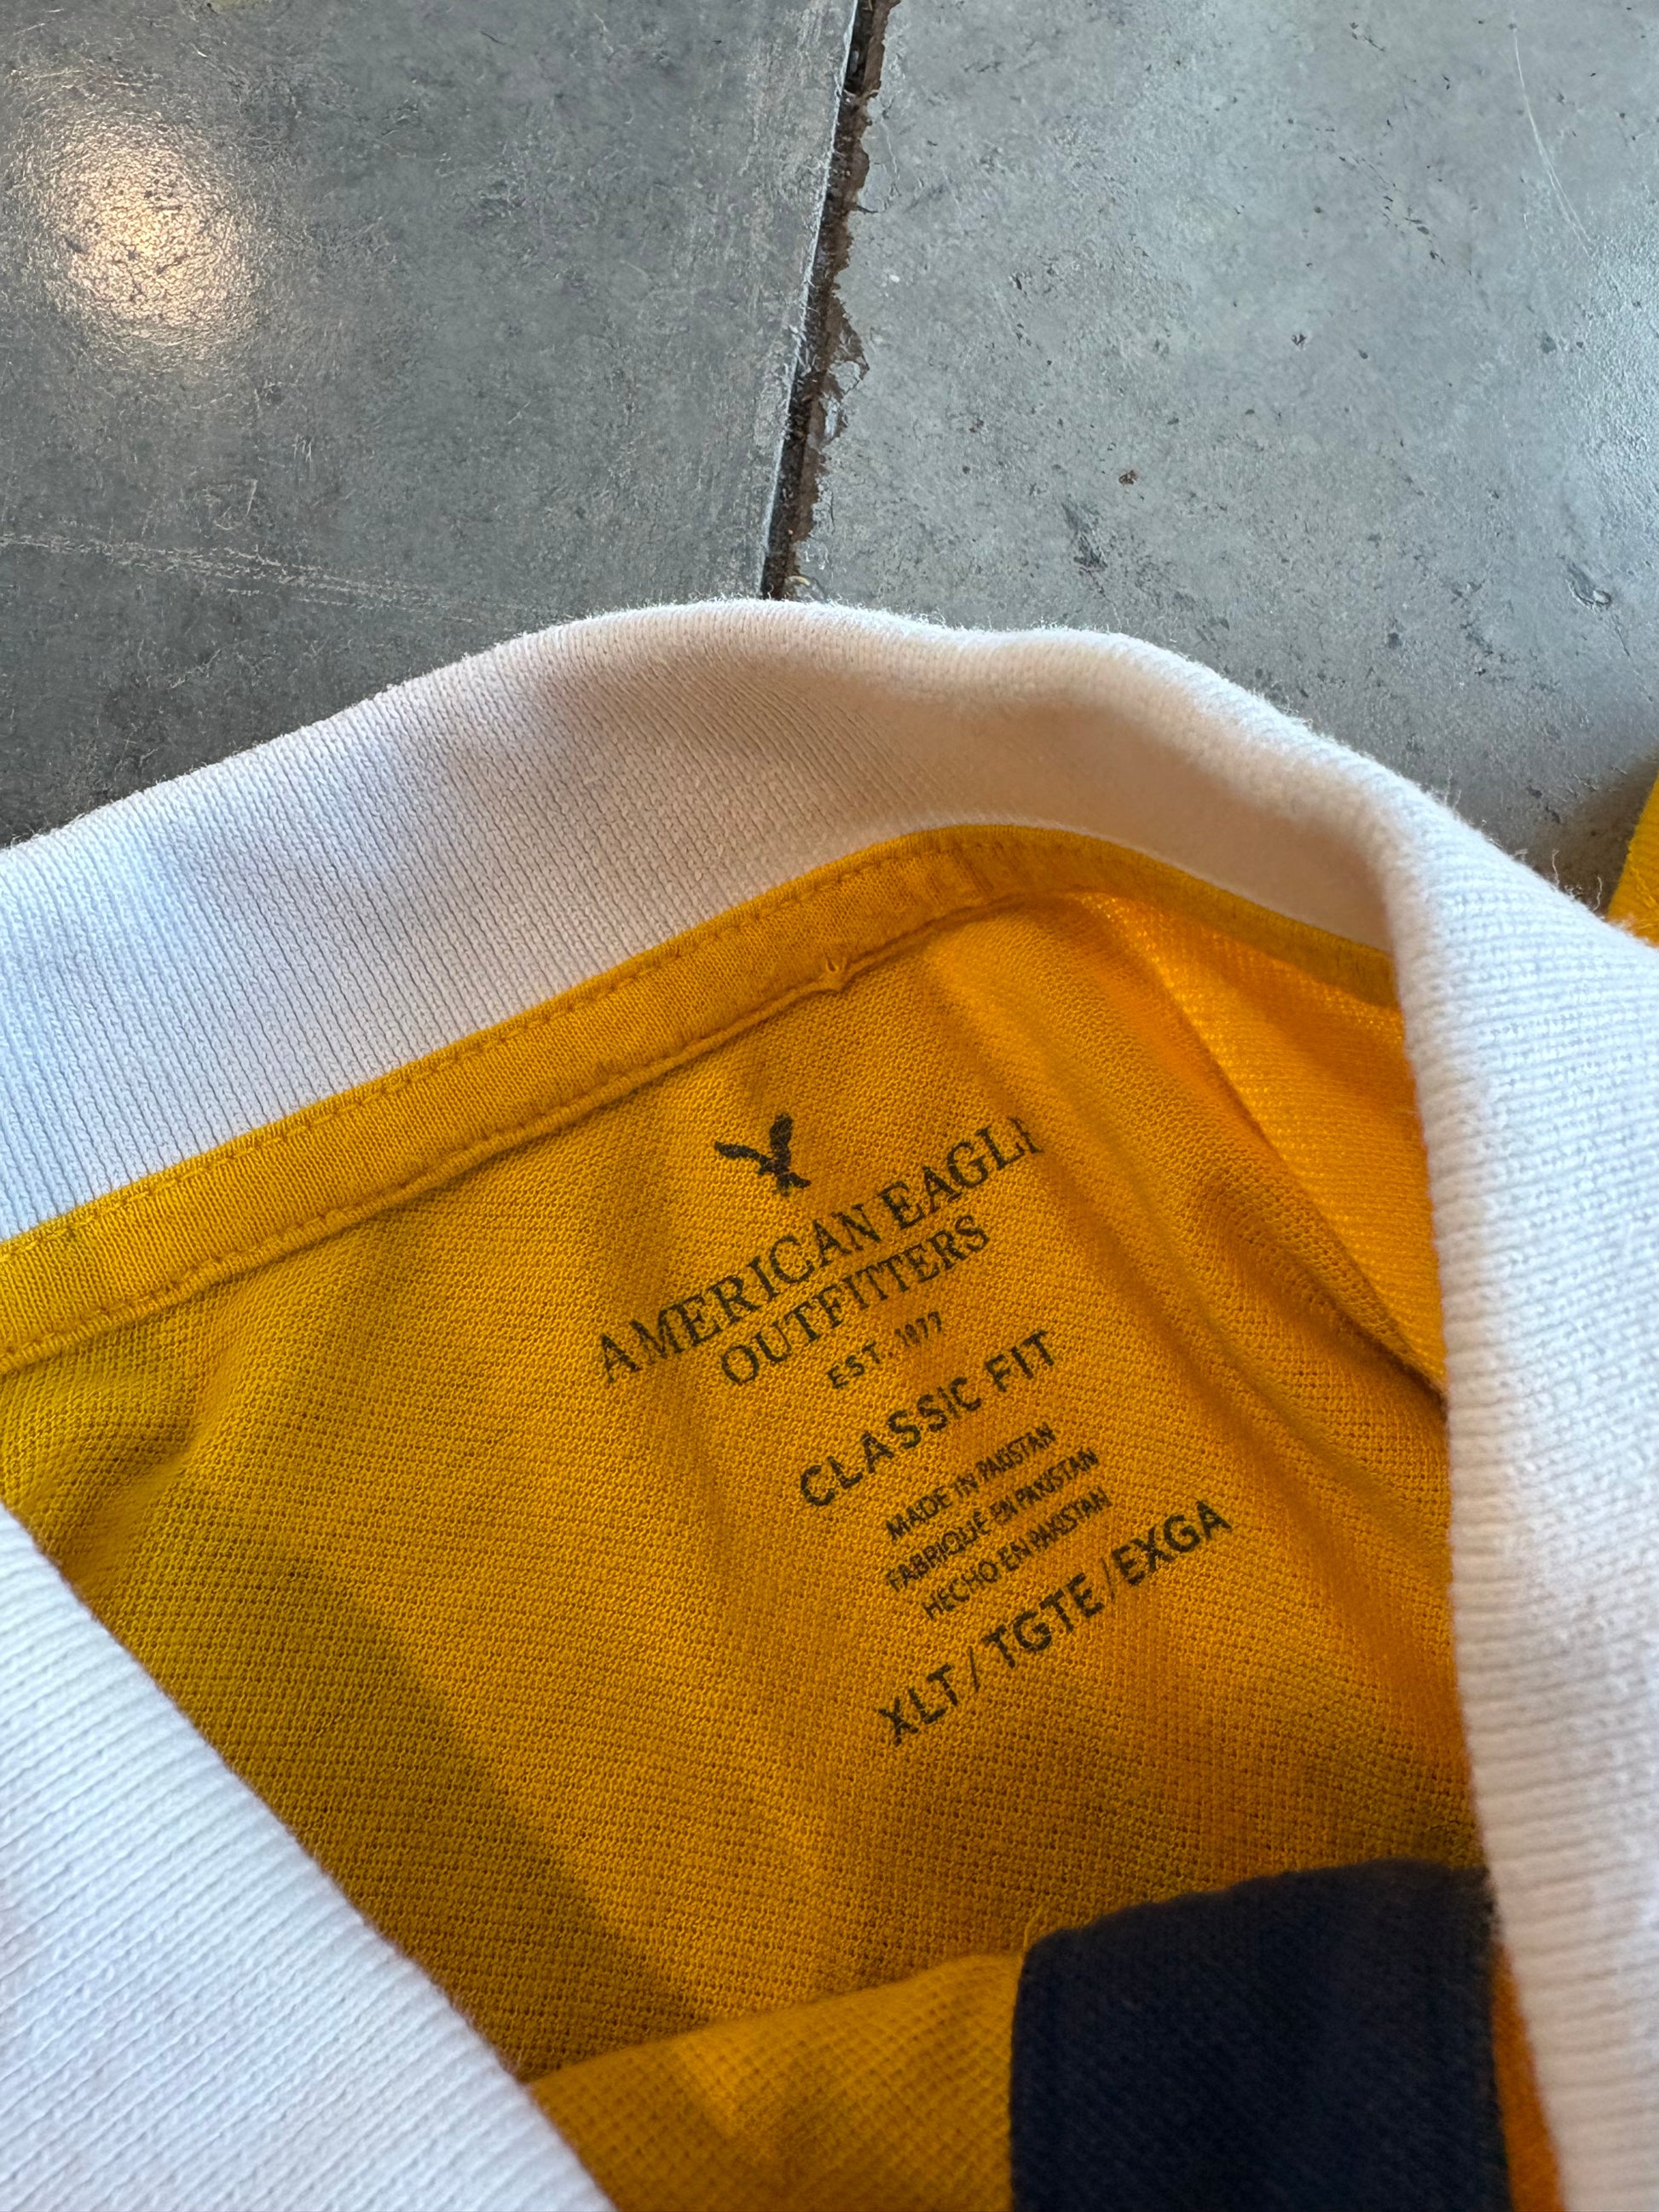 AMERICAN EAGLE
OUTFITTERS
EST. 1977
CLASSIC FIT
MADE IN PAKISTAN
FABRIQUÉ EN PAKISTAN
HECHO EN PAKISTAN
XLT / TGTE / EXGA